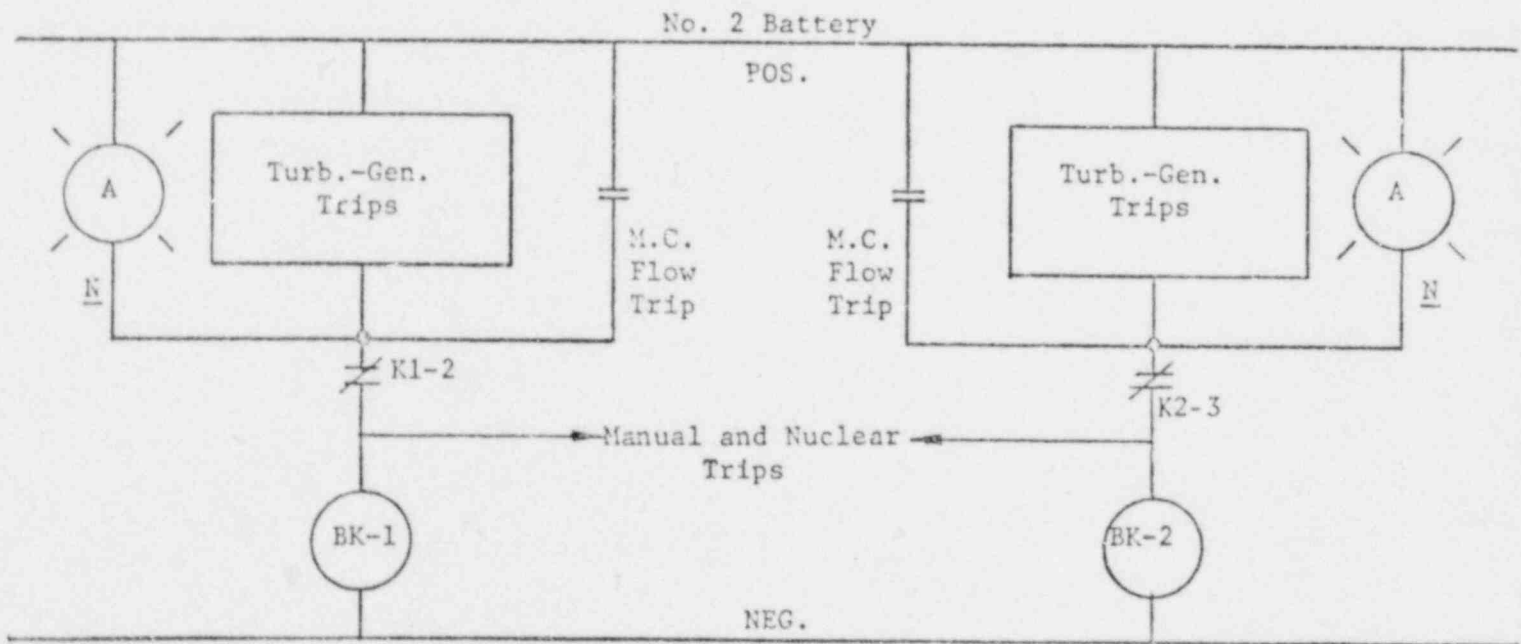 No. 2 Battery
POS.
A
Turb.-Gen.
Trips
M.C.
Flow
Trip
N
K1-2
M.C.
Flow
Trip
Turb.-Gen.
Trips
A
N
K2-3
Manual and Nuclear
Trips
BK-1
BK-2
NEG.